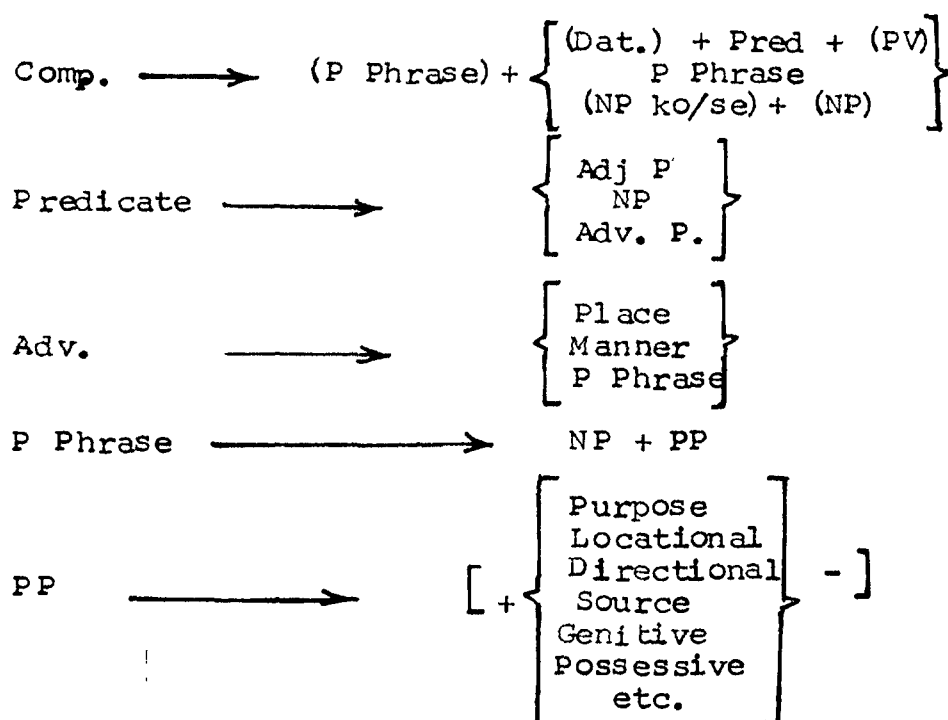 (Dat.) + Pred + (PV)
Comp. ⟶ (P Phrase) + P Phrase
(NP ko/se) + (NP)
Adj P
Predicate ⟶ NP
Adv. P.
Place
Adv. ⟶ Manner
P Phrase
P Phrase ⟶ NP + PP
Purpose
Locational
Directional
PP ⟶ [ + { Source } - ]
Genitive
Possessive
etc.